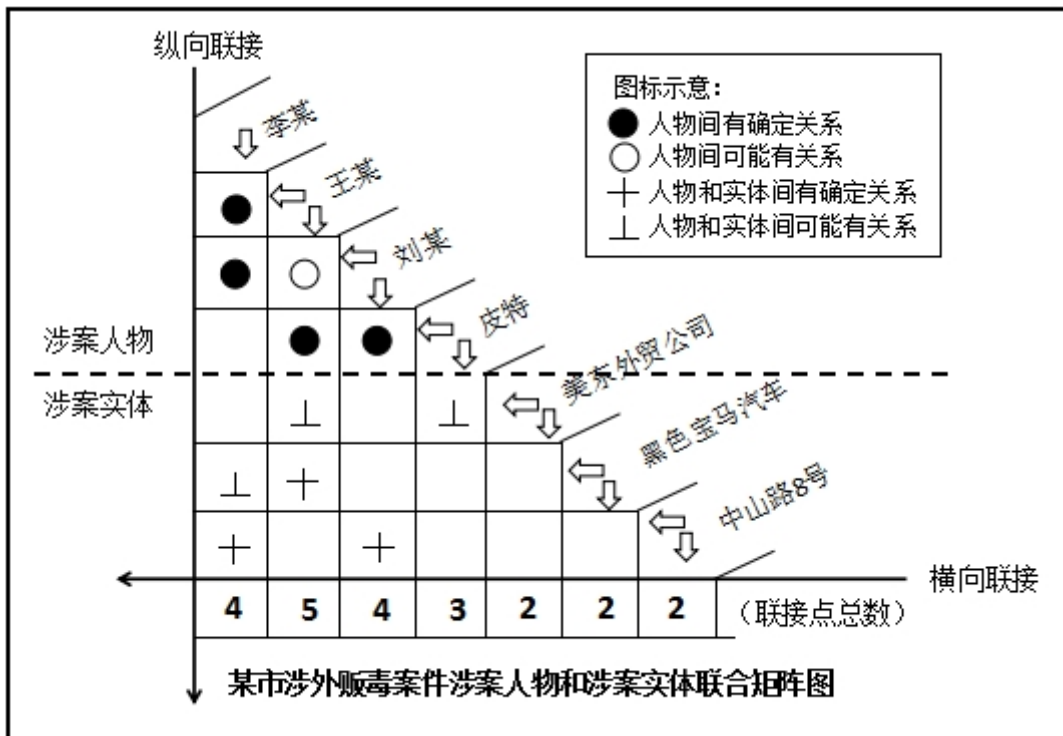 纵向联接
图标示意：
人物间有确定关系
人物间可能有关系
人物和实体间有确定关系
人物和实体间可能有关系
李某
王某
刘某
皮特
美东外贸公司
黑色宝马汽车
中山路8号
涉案人物
涉案实体
横向联接
4 5 4 3 2 2 2 （联接点总数）
某市涉外贩毒案件涉案人物和涉案实体联合矩阵图